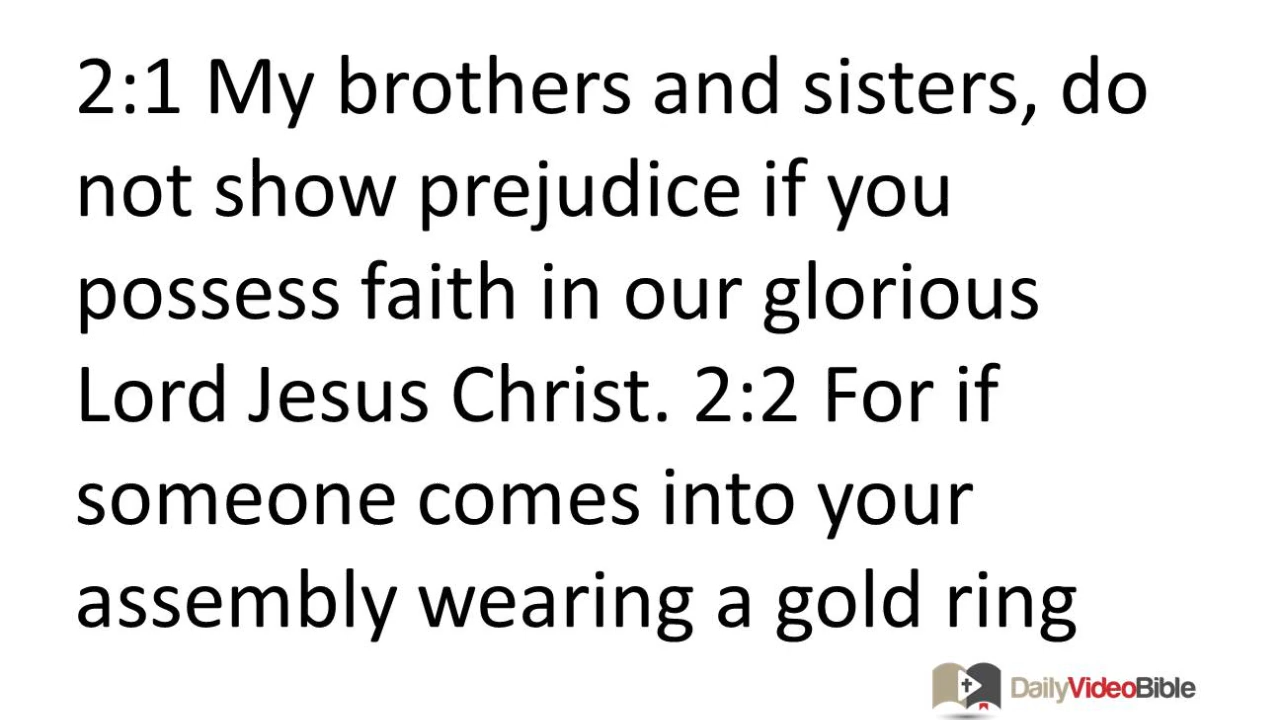 2:1 My brothers and sisters, do
not show prejudice if you
possess faith in our glorious
Lord Jesus Christ. 2:2 For if
someone comes into your
assembly wearing a gold ring
DailyVideoBible